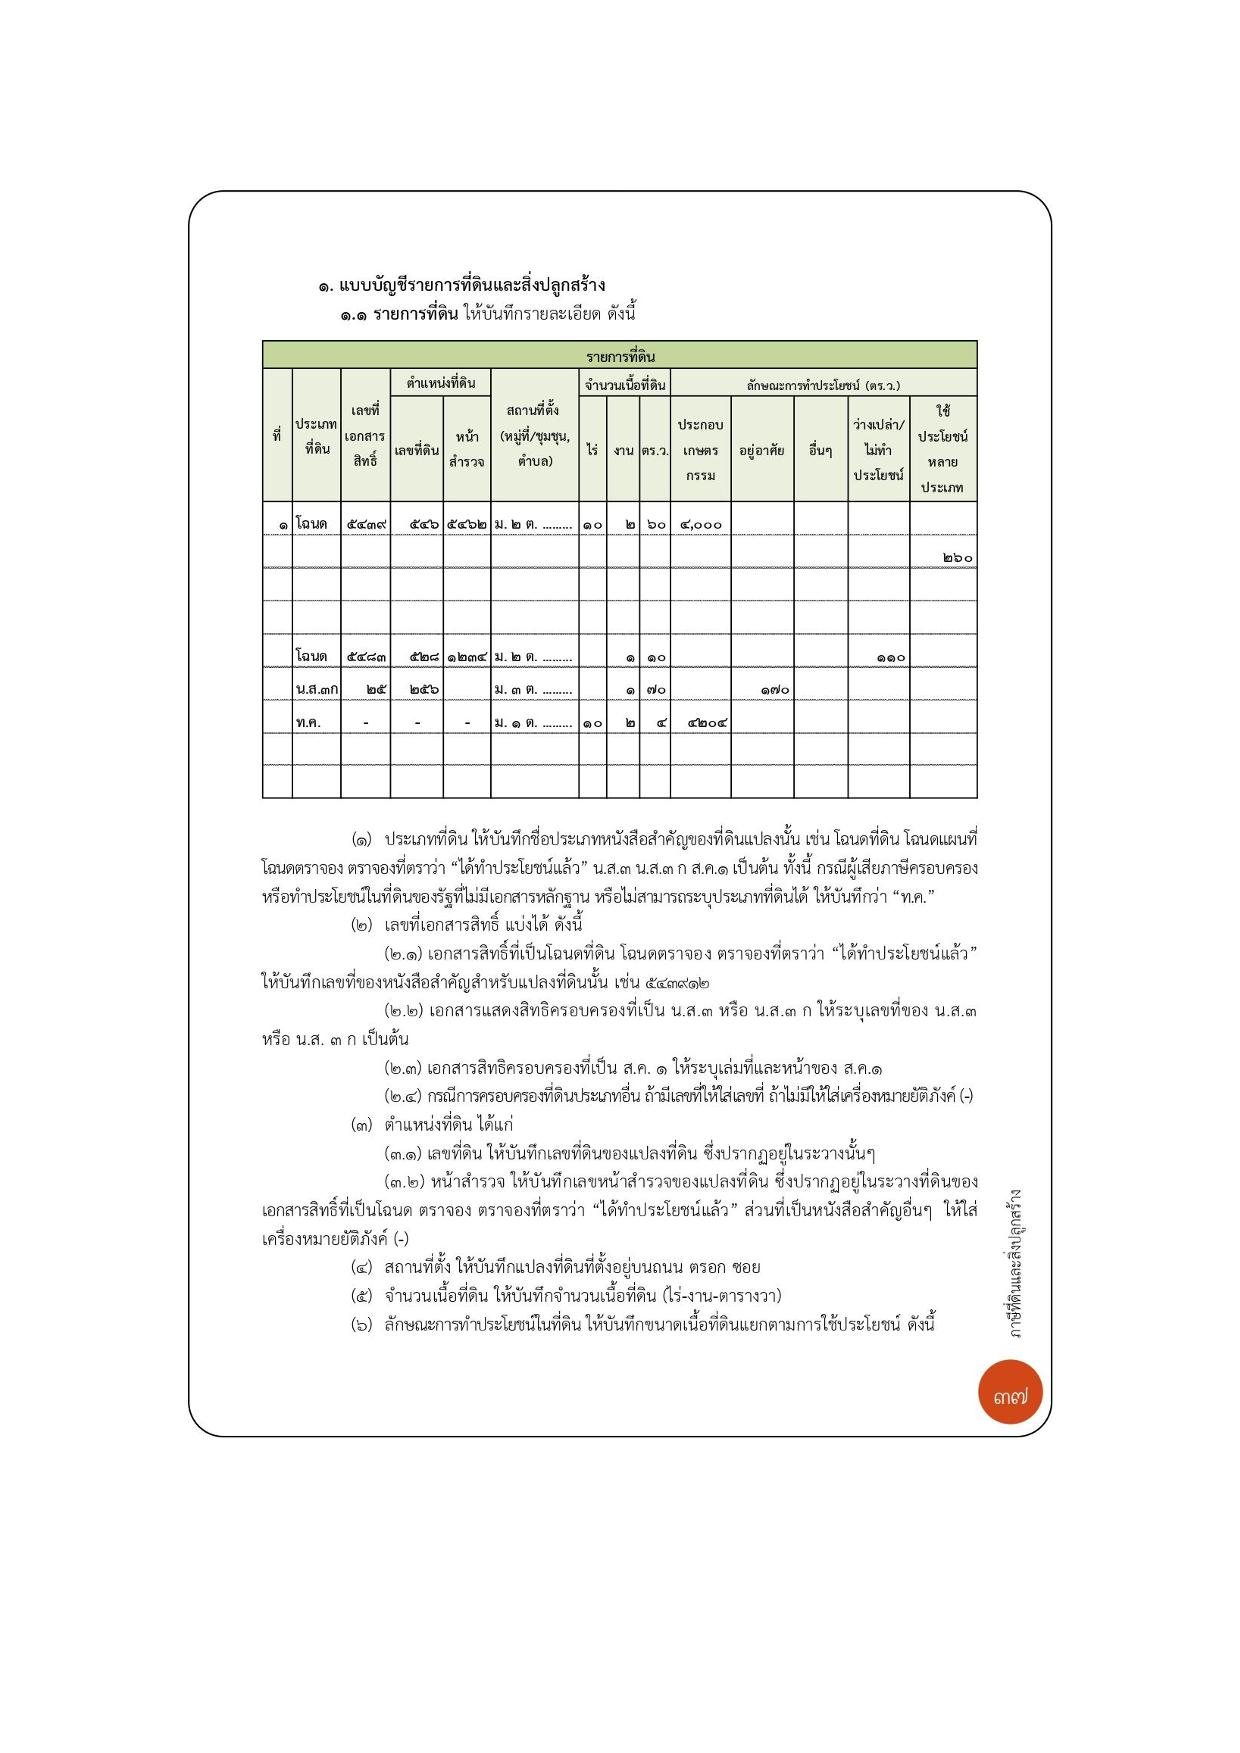 ๑. แบบบัญชีรายการที่ดินและสิ่งปลูกสร้าง
๑.๑ รายการที่ดิน ให้บันทึกรายละเอียด ดังนี้
รายการที่ดิน
ที่ ประเภทที่ดิน เลขที่เอกสารสิทธิ์ ตำแหน่งที่ดิน สถานที่ตั้ง (หมู่ที่/ชุมชน, ตำบล) จำนวนเนื้อที่ดิน ลักษณะการทำประโยชน์ (ตร.ว.)
เลขที่ดิน หน้าสำรวจ ไร่ งาน ตร.ว. ประกอบเกษตรกรรม อยู่อาศัย อื่นๆ ว่างเปล่า/ไม่ทำประโยชน์ ใช้ประโยชน์หลายประเภท
๑ โฉนด ๕๔๓๙ ๕๔๖ ๕๔๖๒ ม. ๒ ต. ......... ๑๐ ๒ ๖๐ ๔,๐๐๐
๒๖๐
โฉนด ๕๔๘๓ ๕๒๘ ๑๒๓๔ ม. ๒ ต. ......... ๑ ๑๐ ๑๑๐
น.ส.๓ก ๒๕ ๒๕๖ ม. ๓ ต. ......... ๑ ๗๐ ๑๗๐
ท.ค. - - - ม. ๑ ต. ......... ๑๐ ๒ ๔ ๔๒๐๔
(๑) ประเภทที่ดิน ให้บันทึกชื่อประเภทหนังสือสำคัญของที่ดินแปลงนั้น เช่น โฉนดที่ดิน โฉนดแผนที่
โฉนดตราจอง ตราจองที่ตราว่า “ได้ทำประโยชน์แล้ว” น.ส.๓ น.ส.๓ ก ส.ค.๑ เป็นต้น ทั้งนี้ กรณีผู้เสียภาษีครอบครอง
หรือทำประโยชน์ในที่ดินของรัฐที่ไม่มีเอกสารหลักฐาน หรือไม่สามารถระบุประเภทที่ดินได้ ให้บันทึกว่า “ท.ค.”
(๒) เลขที่เอกสารสิทธิ์ แบ่งได้ ดังนี้
(๒.๑) เอกสารสิทธิ์ที่เป็นโฉนดที่ดิน โฉนดตราจอง ตราจองที่ตราว่า “ได้ทำประโยชน์แล้ว”
ให้บันทึกเลขที่ของหนังสือสำคัญสำหรับแปลงที่ดินนั้น เช่น ๕๔๓๙๑๒
(๒.๒) เอกสารแสดงสิทธิครอบครองที่เป็น น.ส.๓ หรือ น.ส.๓ ก ให้ระบุเลขที่ของ น.ส.๓
หรือ น.ส. ๓ ก เป็นต้น
(๒.๓) เอกสารสิทธิครอบครองที่เป็น ส.ค. ๑ ให้ระบุเล่มที่และหน้าของ ส.ค.๑
(๒.๔) กรณีการครอบครองที่ดินประเภทอื่น ถ้ามีเลขที่ให้ใส่เลขที่ ถ้าไม่มีให้ใส่เครื่องหมายยัติภังค์ (-)
(๓) ตำแหน่งที่ดิน ได้แก่
(๓.๑) เลขที่ดิน ให้บันทึกเลขที่ดินของแปลงที่ดิน ซึ่งปรากฏอยู่ในระวางนั้นๆ
(๓.๒) หน้าสำรวจ ให้บันทึกเลขหน้าสำรวจของแปลงที่ดิน ซึ่งปรากฏอยู่ในระวางที่ดินของ
เอกสารสิทธิ์ที่เป็นโฉนด ตราจอง ตราจองที่ตราว่า “ได้ทำประโยชน์แล้ว” ส่วนที่เป็นหนังสือสำคัญอื่นๆ ให้ใส่
เครื่องหมายยัติภังค์ (-)
(๔) สถานที่ตั้ง ให้บันทึกแปลงที่ดินที่ตั้งอยู่บนถนน ตรอก ซอย
(๕) จำนวนเนื้อที่ดิน ให้บันทึกจำนวนเนื้อที่ดิน (ไร่-งาน-ตารางวา)
(๖) ลักษณะการทำประโยชน์ในที่ดิน ให้บันทึกขนาดเนื้อที่ดินแยกตามการใช้ประโยชน์ ดังนี้
ภาษีที่ดินและสิ่งปลูกสร้าง
๓๗